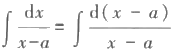 ∫ dx/(x-a) = ∫ d(x - a)/(x - a)